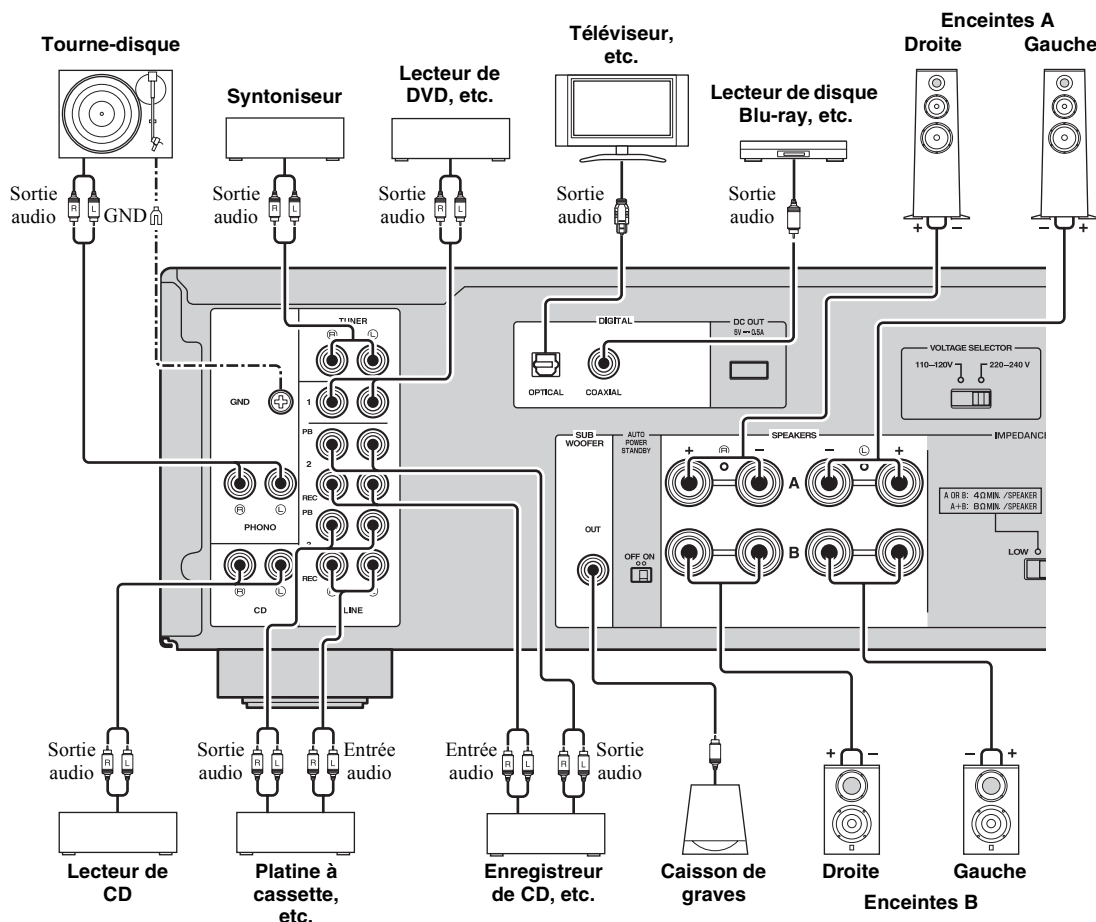 Enceintes A
Droite
Gauche
Tourne-disque
Syntoniseur
Lecteur de
DVD, etc.
Téléviseur,
etc.
Lecteur de disque
Blu-ray, etc.
Sortie
audio
R
L
GND
Sortie
audio
R
L
Sortie
audio
R
L
Sortie
audio
Sortie
audio
+ −
− +
TUNER
R
L
GND
1
PB
2
REC
PB
REC
R
L
PHONO
R
L
CD
LINE
DIGITAL
OPTICAL
COAXIAL
DC OUT
5V 0.5A
VOLTAGE SELECTOR
110–120V
220–240 V
SUB
WOOFER
OUT
AUTO
POWER
STANDBY
OFF ON
SPEAKERS
+ R −
− L +
A
B
IMPEDANCE
A OR B: 4ΩMIN. /SPEAKER
A+B: 8ΩMIN. /SPEAKER
LOW
Sortie
audio
R
L
Sortie
audio
R
L
Entrée
audio
R
L
Entrée
audio
R
L
Sortie
audio
R
L
+ −
− +
Lecteur de
CD
Platine à
cassette,
etc.
Enregistreur
de CD, etc.
Caisson de
graves
Droite
Gauche
Enceintes B